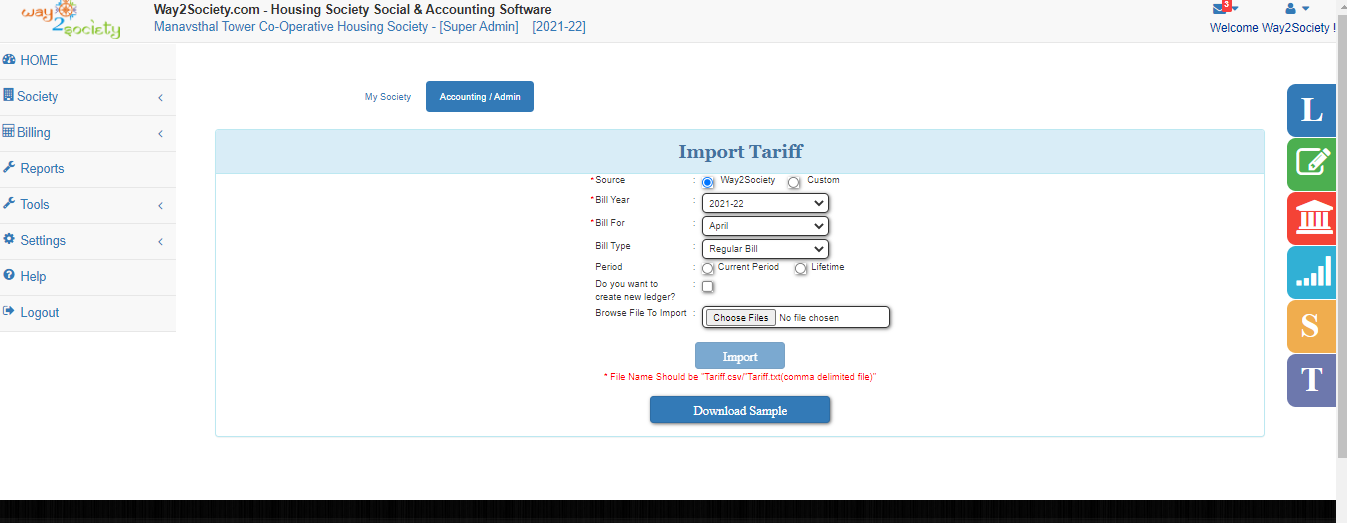 way
2society
Way2Society.com - Housing Society Social & Accounting Software
Manavsthal Tower Co-Operative Housing Society - [Super Admin] [2021-22]
3
Welcome Way2Society !
HOME
Society
Billing
Reports
Tools
Settings
Help
Logout
My Society
Accounting / Admin
Import Tariff
*Source : Way2Society Custom
*Bill Year : 2021-22
*Bill For : April
Bill Type : Regular Bill
Period : Current Period Lifetime
Do you want to :
create new ledger?
Browse File To Import : Choose Files No file chosen
Import
* File Name Should be "Tariff.csv/"Tariff.txt(comma delimited file)"
Download Sample
L
S
T